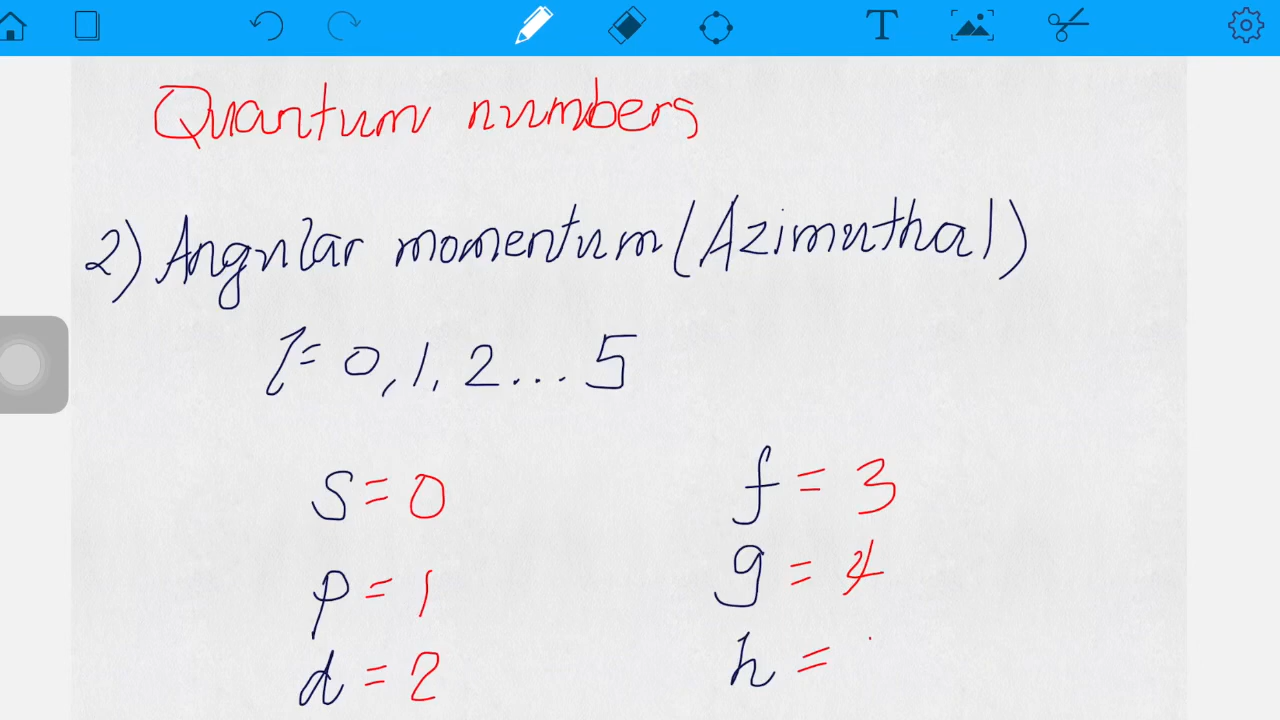 T
Quantum numbers
2) Angular momentum (Azimuthal)
l = 0, 1, 2 ... 5
s = 0
p = 1
d = 2
f = 3
g = 4
h =